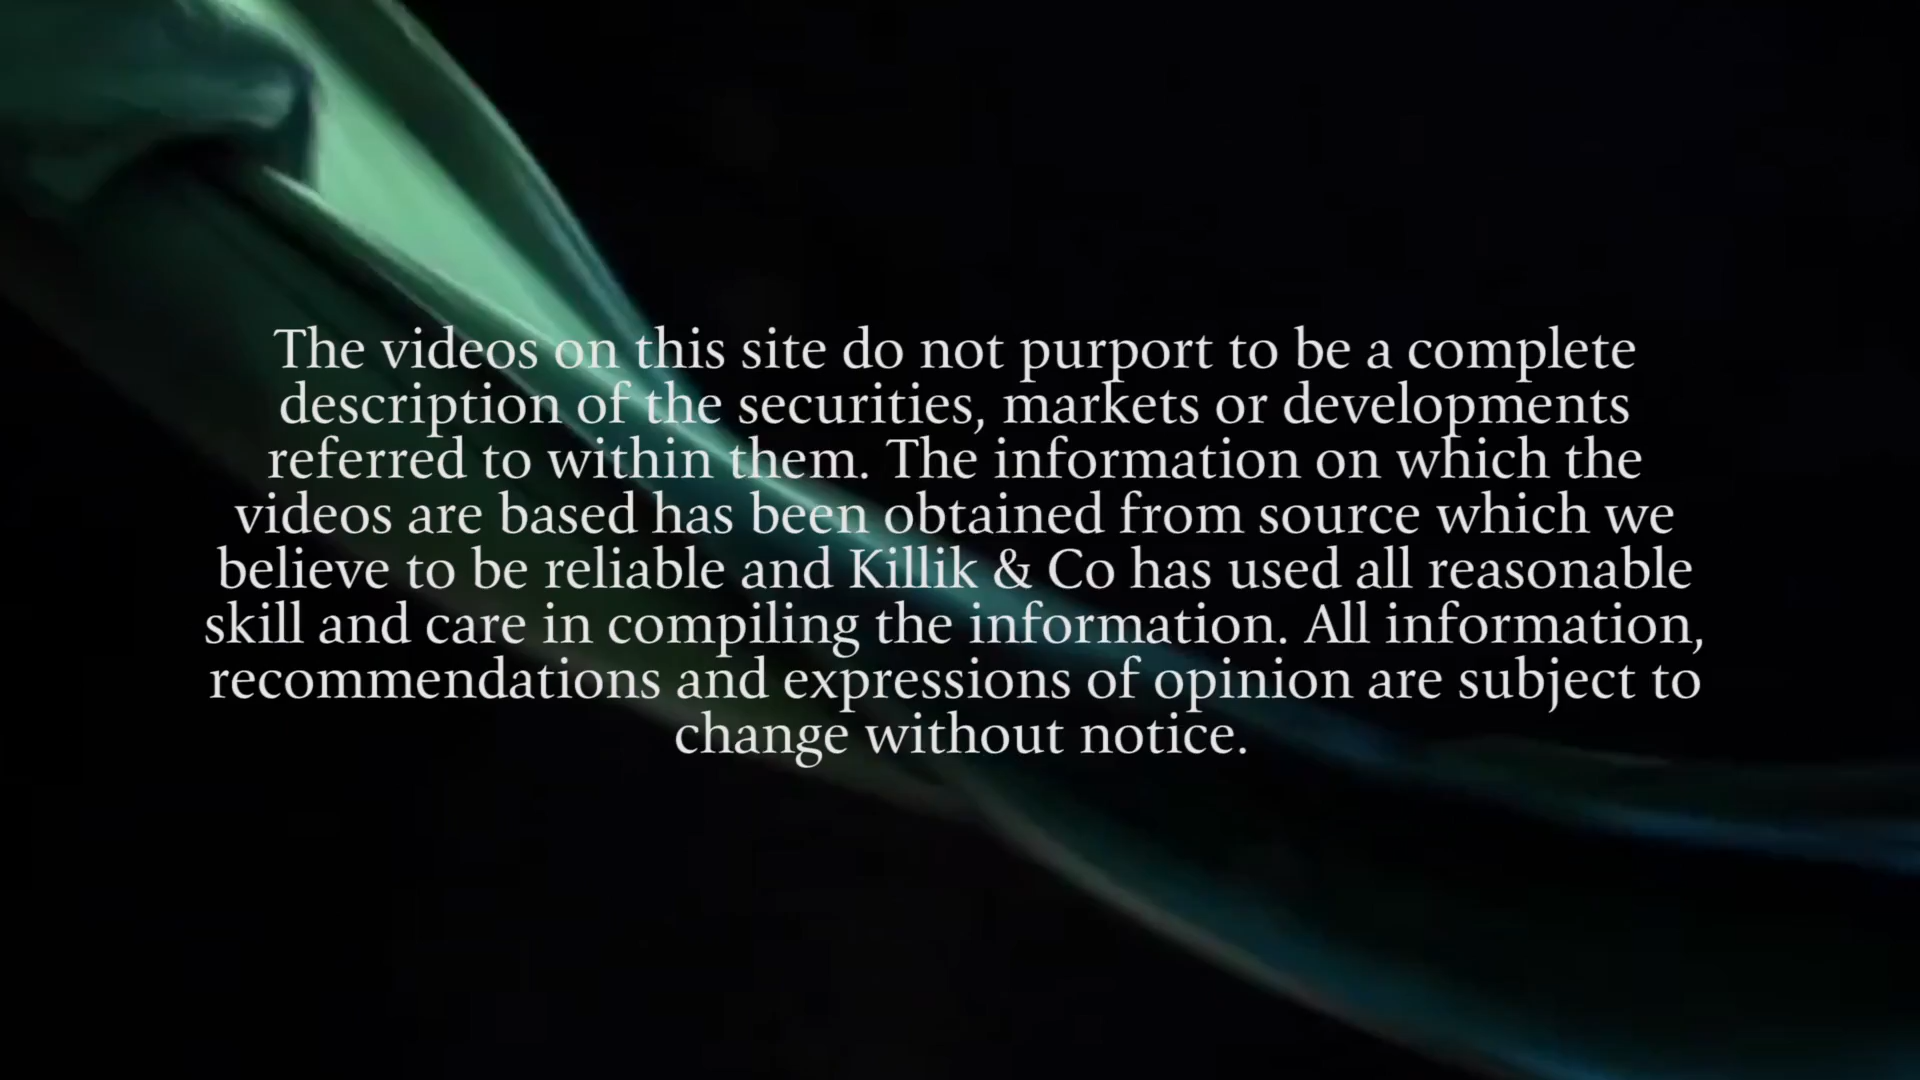 The videos on this site do not purport to be a complete
description of the securities, markets or developments
referred to within them. The information on which the
videos are based has been obtained from source which we
believe to be reliable and Killik & Co has used all reasonable
skill and care in compiling the information. All information,
recommendations and expressions of opinion are subject to
change without notice.